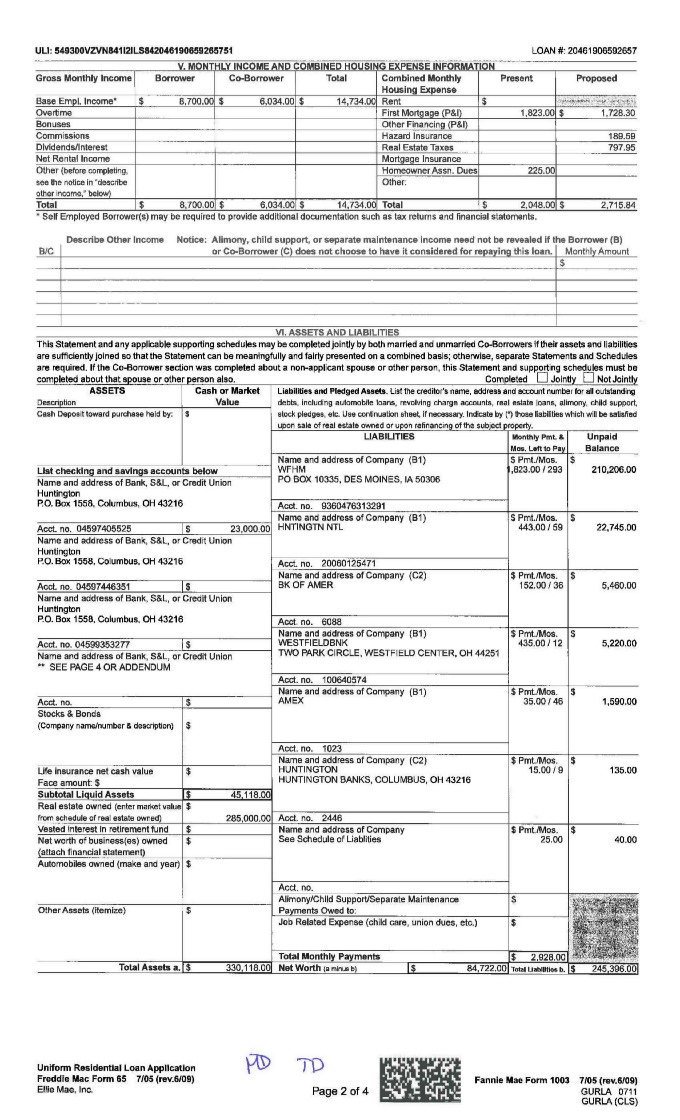 ULI: 549300VZVN841I2ILS842046190659265751 LOAN #: 20461906592657
V. MONTHLY INCOME AND COMBINED HOUSING EXPENSE INFORMATION
Gross Monthly Income Borrower Co-Borrower Total Combined Monthly Housing Expense Present Proposed
Base Empl. Income* $ 8,700.00 $ 6,034.00 $ 14,734.00 Rent $
Overtime First Mortgage (P&I) 1,823.00 $ 1,728.30
Bonuses Other Financing (P&I)
Commissions Hazard Insurance 189.59
Dividends/Interest Real Estate Taxes 797.95
Net Rental Income Mortgage Insurance
Other (before completing, Homeowner Assn. Dues 225.00
see the notice in "describe Other:
other income," below)
Total $ 8,700.00 $ 6,034.00 $ 14,734.00 Total $ 2,048.00 $ 2,715.84
* Self Employed Borrower(s) may be required to provide additional documentation such as tax returns and financial statements.
Describe Other Income Notice: Alimony, child support, or separate maintenance income need not be revealed if the Borrower (B)
B/C or Co-Borrower (C) does not choose to have it considered for repaying this loan. Monthly Amount
$
VI. ASSETS AND LIABILITIES
This Statement and any applicable supporting schedules may be completed jointly by both married and unmarried Co-Borrowers if their assets and liabilities
are sufficiently joined so that the Statement can be meaningfully and fairly presented on a combined basis; otherwise, separate Statements and Schedules
are required. If the Co-Borrower section was completed about a non-applicant spouse or other person, this Statement and supporting schedules must be
completed about that spouse or other person also. Completed Jointly Not Jointly
ASSETS Cash or Market Value
Description
Cash Deposit toward purchase held by: $
List checking and savings accounts below
Name and address of Bank, S&L, or Credit Union
Huntington
P.O. Box 1558, Columbus, OH 43216
Acct. no. 04597405525 $ 23,000.00
Name and address of Bank, S&L, or Credit Union
Huntington
P.O. Box 1558, Columbus, OH 43216
Acct. no. 04597446351 $
Name and address of Bank, S&L, or Credit Union
Huntington
P.O. Box 1558, Columbus, OH 43216
Acct. no. 04599353277 $
Name and address of Bank, S&L, or Credit Union
** SEE PAGE 4 OR ADDENDUM
Acct. no. $
Stocks & Bonds
(Company name/number & description) $
Life insurance net cash value $
Face amount: $
Subtotal Liquid Assets $ 45,118.00
Real estate owned (enter market value $
from schedule of real estate owned) 285,000.00
Vested interest in retirement fund $
Net worth of business(es) owned $
(attach financial statement)
Automobiles owned (make and year) $
Other Assets (itemize) $
Total Assets a. $ 330,118.00
Liabilities and Pledged Assets. List the creditor's name, address and account number for all outstanding
debts, including automobile loans, revolving charge accounts, real estate loans, alimony, child support,
stock pledges, etc. Use continuation sheet, if necessary. Indicate by (*) those liabilities which will be satisfied
upon sale of real estate owned or upon refinancing of the subject property.
LIABILITIES Monthly Pmt. & Mos. Left to Pay Unpaid Balance
Name and address of Company (B1) $ Pmt./Mos. $
WFHM 1,823.00 / 293 210,206.00
PO BOX 10335, DES MOINES, IA 50306
Acct. no. 9360476313291
Name and address of Company (B1) $ Pmt./Mos. $
HNTINGTN NTL 443.00 / 59 22,745.00
Acct. no. 20060125471
Name and address of Company (C2) $ Pmt./Mos. $
BK OF AMER 152.00 / 36 5,460.00
Acct. no. 6088
Name and address of Company (B1) $ Pmt./Mos. $
WESTFIELDBNK 435.00 / 12 5,220.00
TWO PARK CIRCLE, WESTFIELD CENTER, OH 44251
Acct. no. 100640574
Name and address of Company (B1) $ Pmt./Mos. $
AMEX 35.00 / 46 1,590.00
Acct. no. 1023
Name and address of Company (C2) $ Pmt./Mos. $
HUNTINGTON 15.00 / 9 135.00
HUNTINGTON BANKS, COLUMBUS, OH 43216
Acct. no. 2446
Name and address of Company $ Pmt./Mos. $
See Schedule of Liablities 25.00 40.00
Acct. no.
Alimony/Child Support/Separate Maintenance $
Payments Owed to:
Job Related Expense (child care, union dues, etc.) $
Total Monthly Payments $ 2,928.00
Net Worth (a minus b) $ 84,722.00 Total Liabilities b. $ 245,396.00
MD TD
Uniform Residential Loan Application
Freddie Mac Form 65 7/05 (rev.6/09)
Ellie Mae, Inc.
Page 2 of 4
Fannie Mae Form 1003 7/05 (rev.6/09)
GURLA 0711
GURLA (CLS)